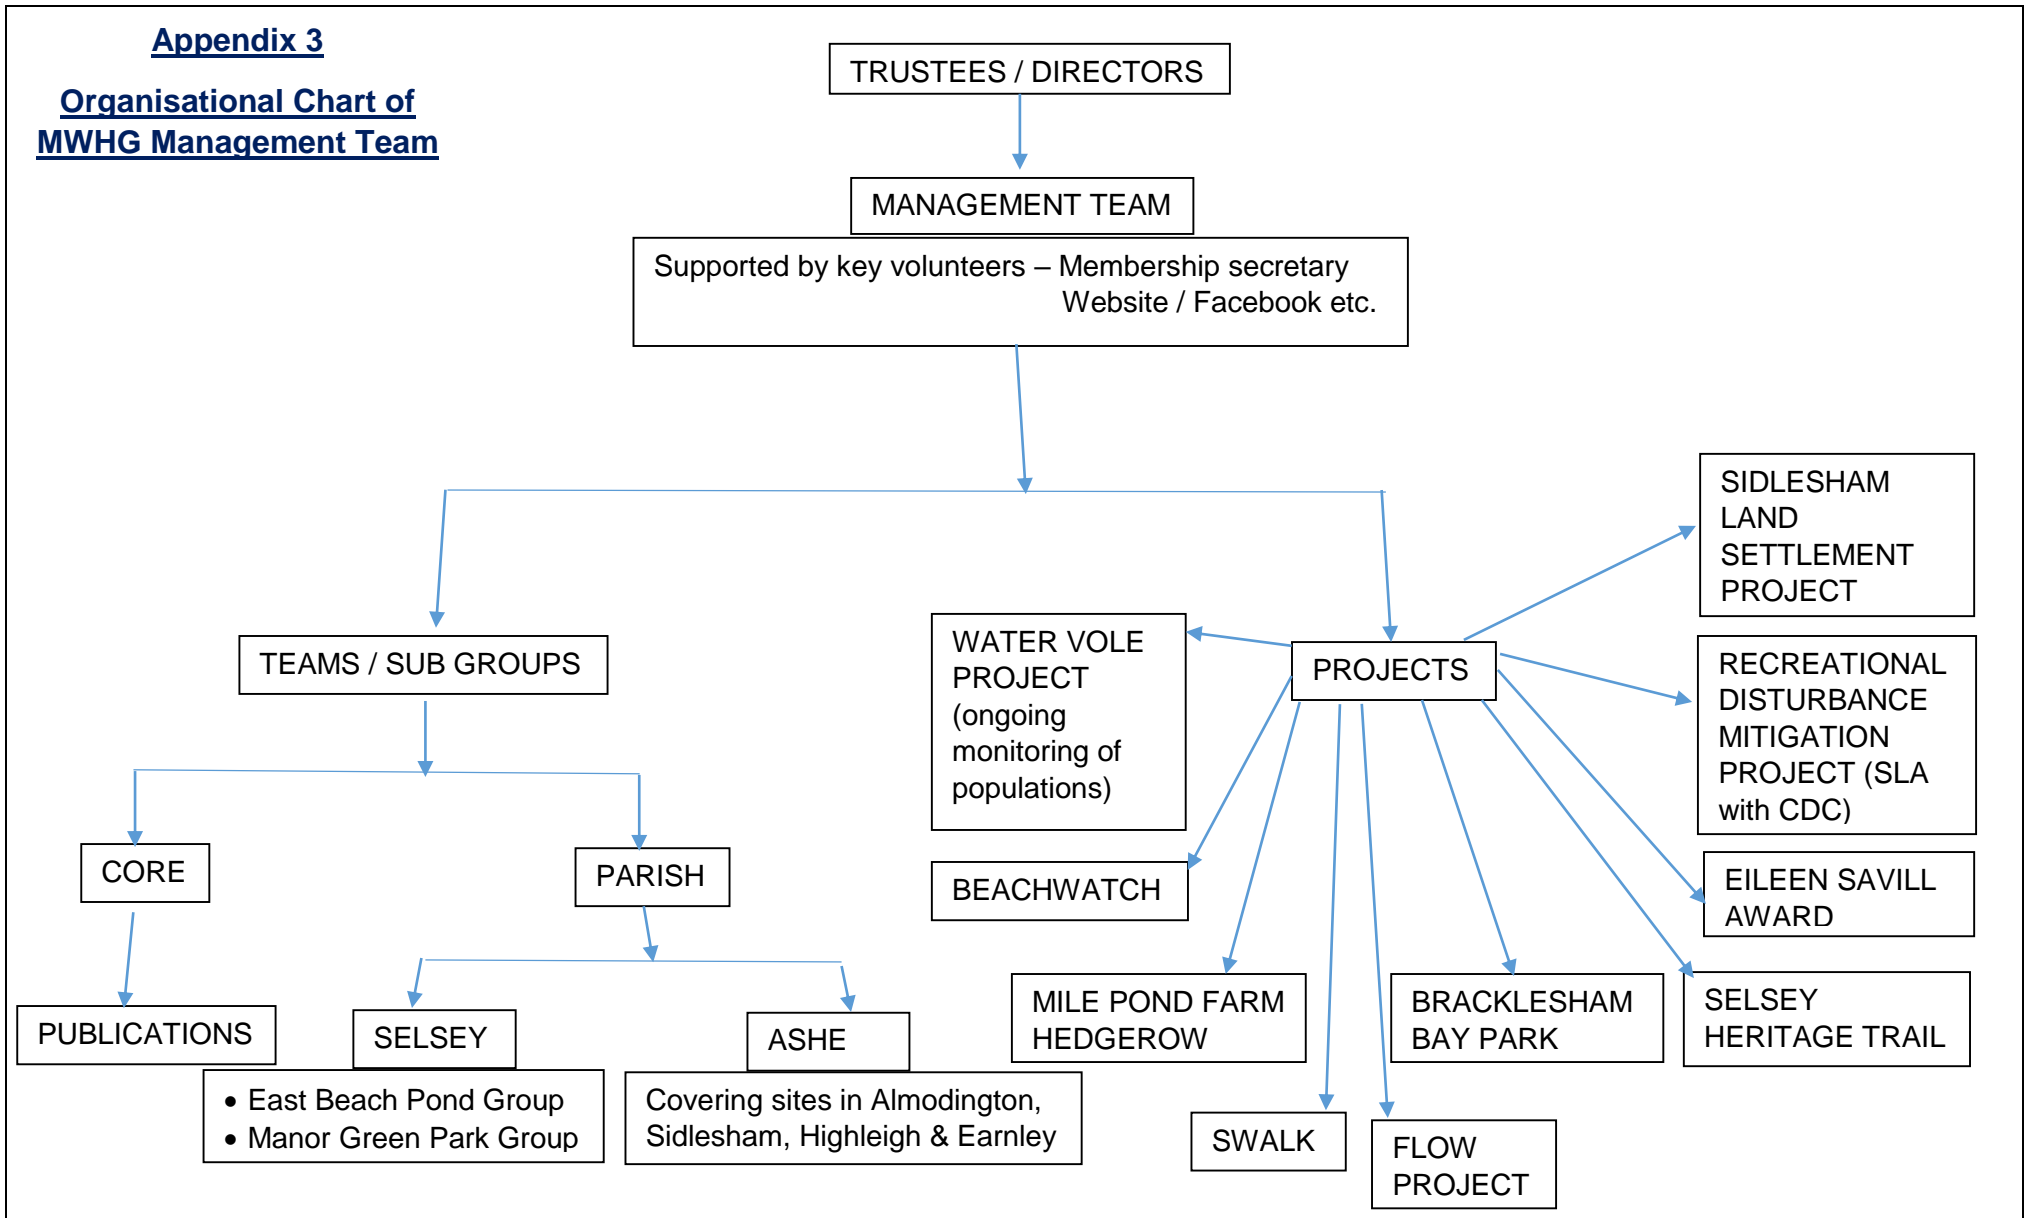 Appendix 3
Organisational Chart of
MWHG Management Team
TRUSTEES / DIRECTORS
MANAGEMENT TEAM
Supported by key volunteers – Membership secretary
Website / Facebook etc.
TEAMS / SUB GROUPS
CORE
PARISH
PUBLICATIONS
SELSEY
• East Beach Pond Group
• Manor Green Park Group
ASHE
Covering sites in Almodington,
Sidlesham, Highleigh & Earnley
PROJECTS
WATER VOLE
PROJECT
(ongoing
monitoring of
populations)
BEACHWATCH
MILE POND FARM
HEDGEROW
SWALK
FLOW
PROJECT
BRACKLESHAM
BAY PARK
SELSEY
HERITAGE TRAIL
EILEEN SAVILL
AWARD
RECREATIONAL
DISTURBANCE
MITIGATION
PROJECT (SLA
with CDC)
SIDLESHAM
LAND
SETTLEMENT
PROJECT